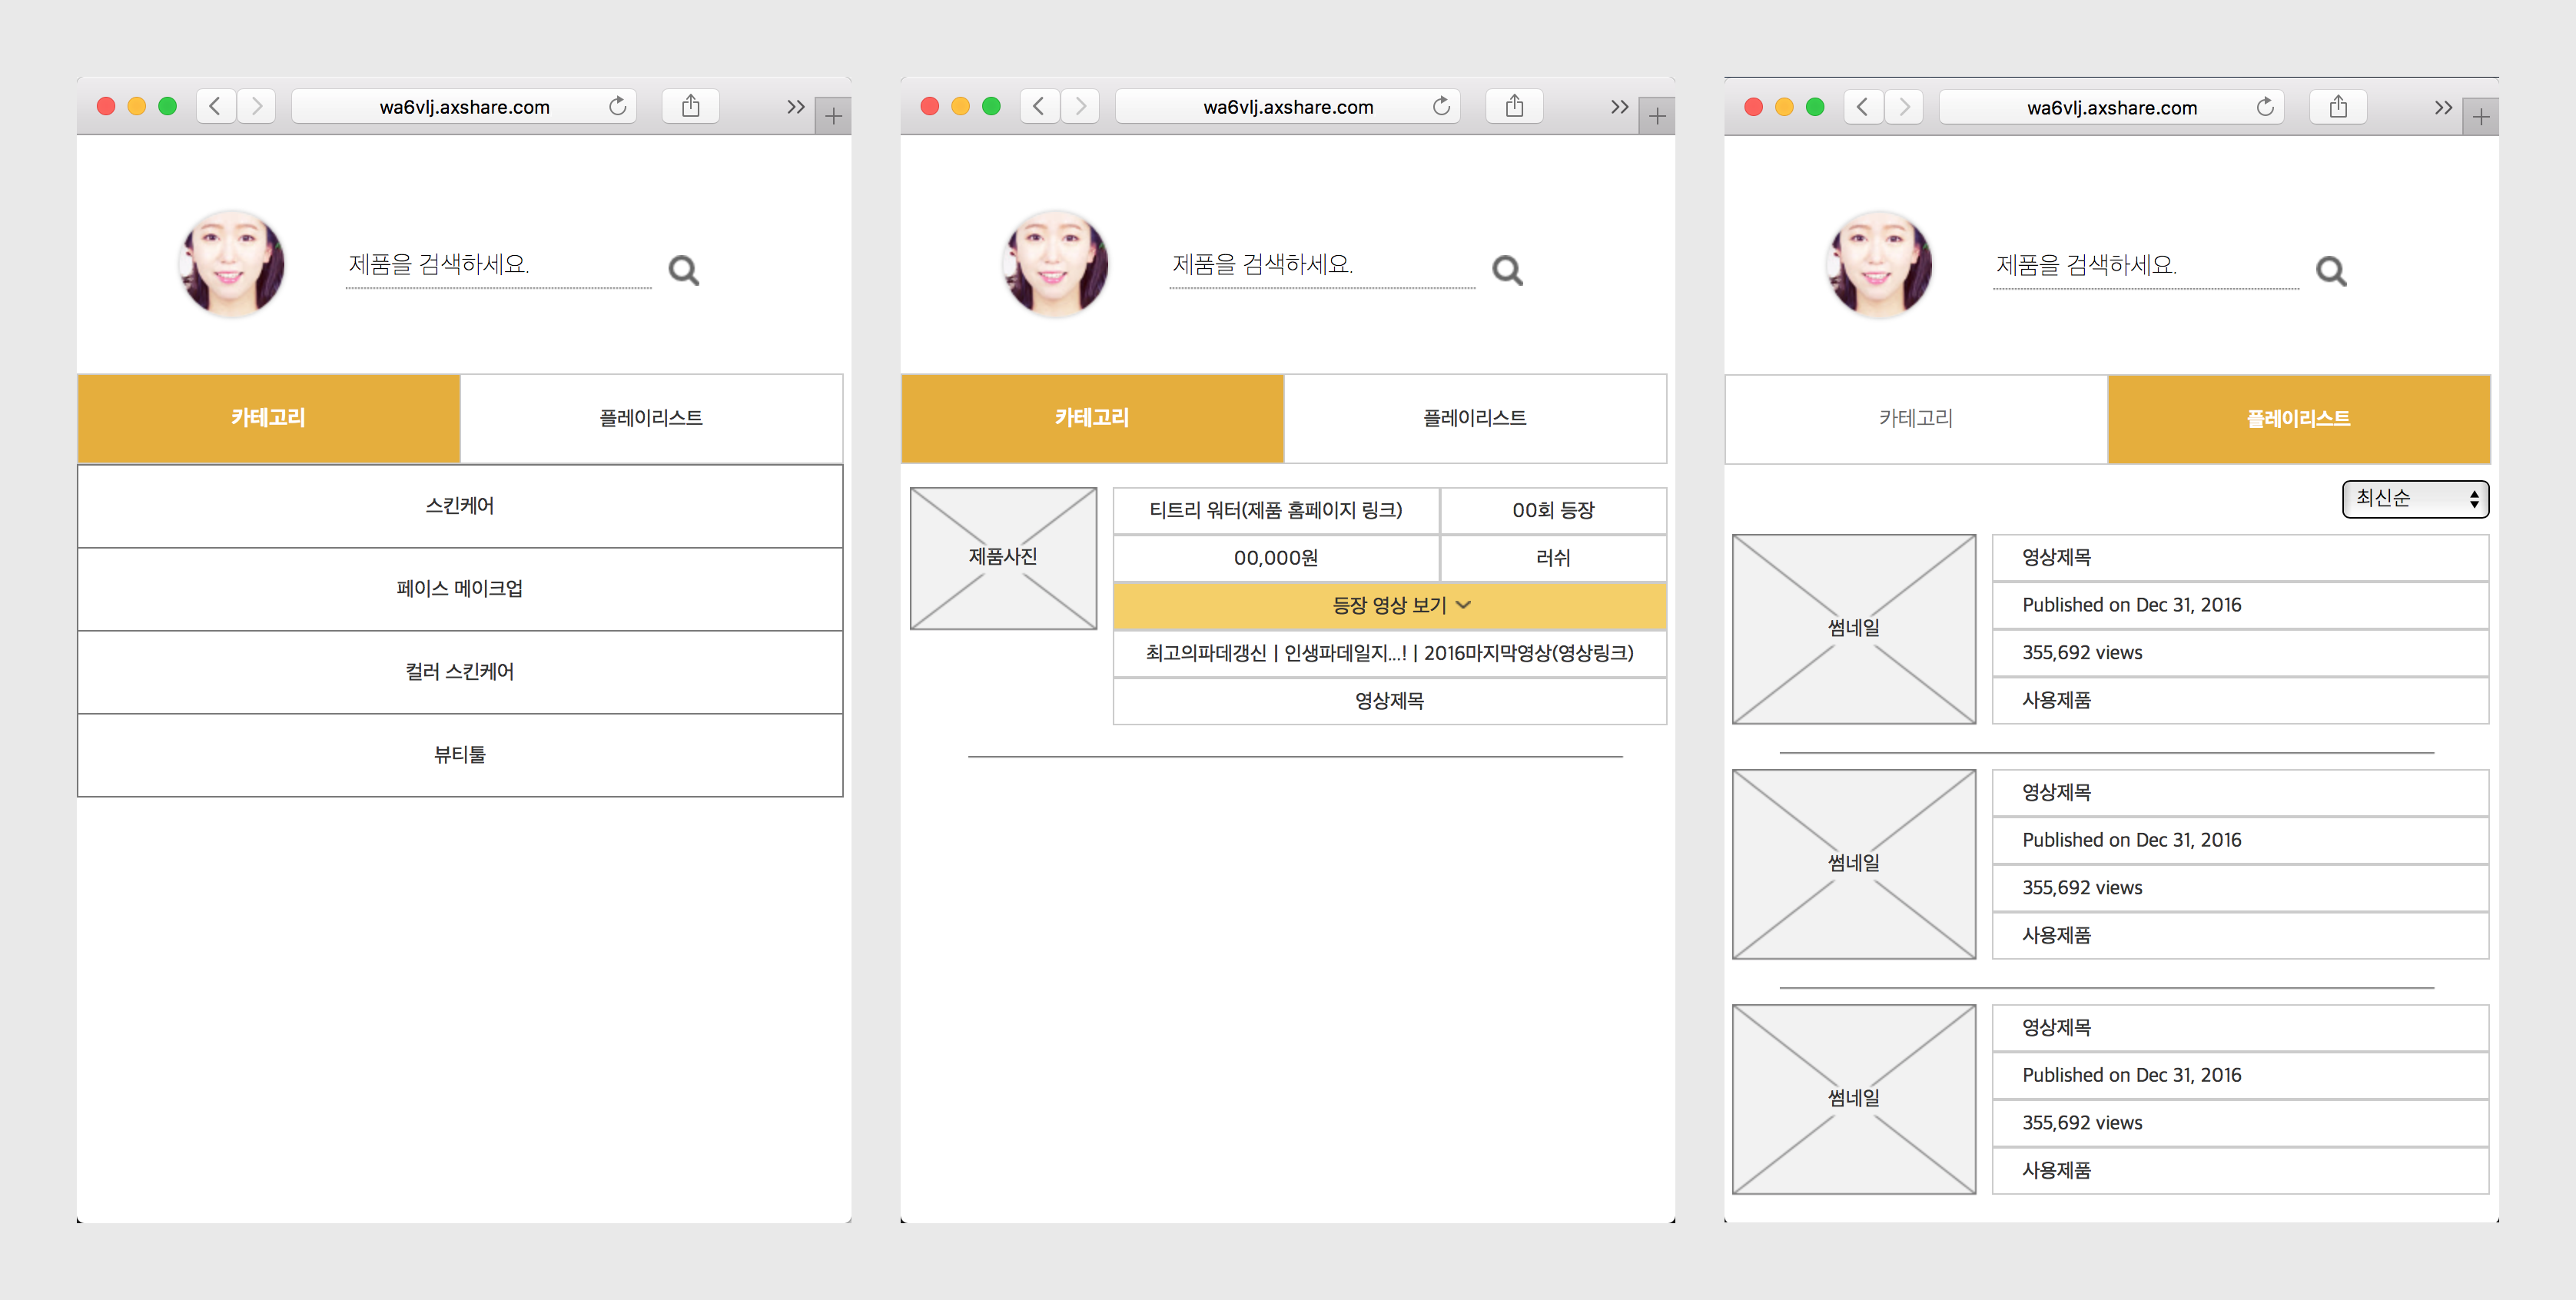 wa6vlj.axshare.com
제품을 검색하세요.
카테고리
플레이리스트
스킨케어
페이스 메이크업
컬러 스킨케어
뷰티툴
wa6vlj.axshare.com
제품을 검색하세요.
카테고리
플레이리스트
제품사진
티트리 워터(제품 홈페이지 링크)
00회 등장
00,000원
러쉬
등장 영상 보기
최고의파데갱신 | 인생파데일지...! | 2016마지막영상(영상링크)
영상제목
wa6vlj.axshare.com
제품을 검색하세요.
카테고리
플레이리스트
최신순
썸네일
영상제목
Published on Dec 31, 2016
355,692 views
사용제품
썸네일
영상제목
Published on Dec 31, 2016
355,692 views
사용제품
썸네일
영상제목
Published on Dec 31, 2016
355,692 views
사용제품